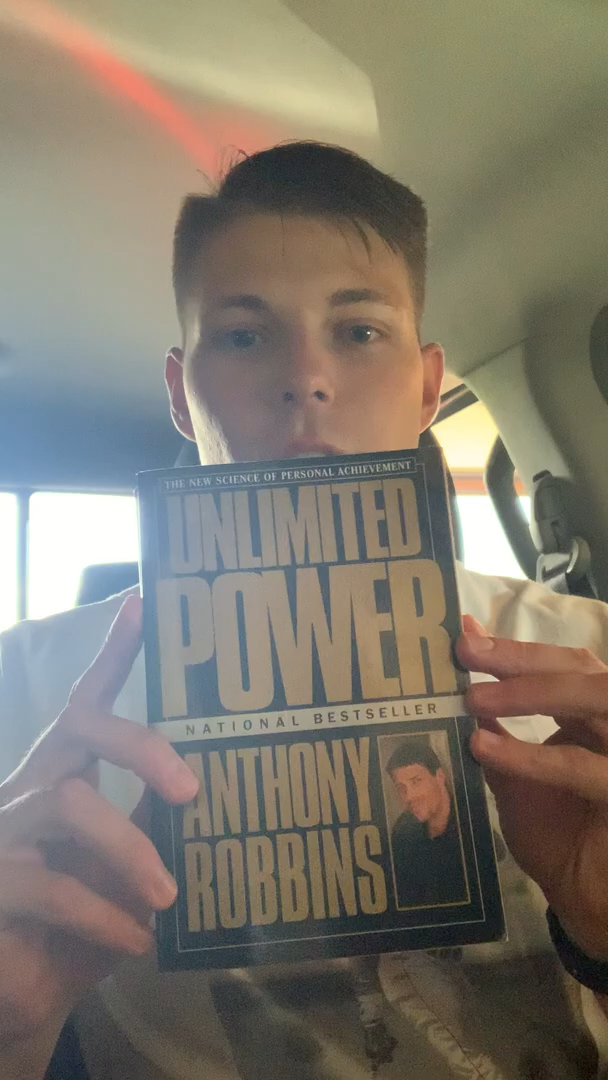 THE NEW SCIENCE OF PERSONAL ACHIEVEMENT
UNLIMITED
POWER
NATIONAL BESTSELLER
ANTHONY
ROBBINS